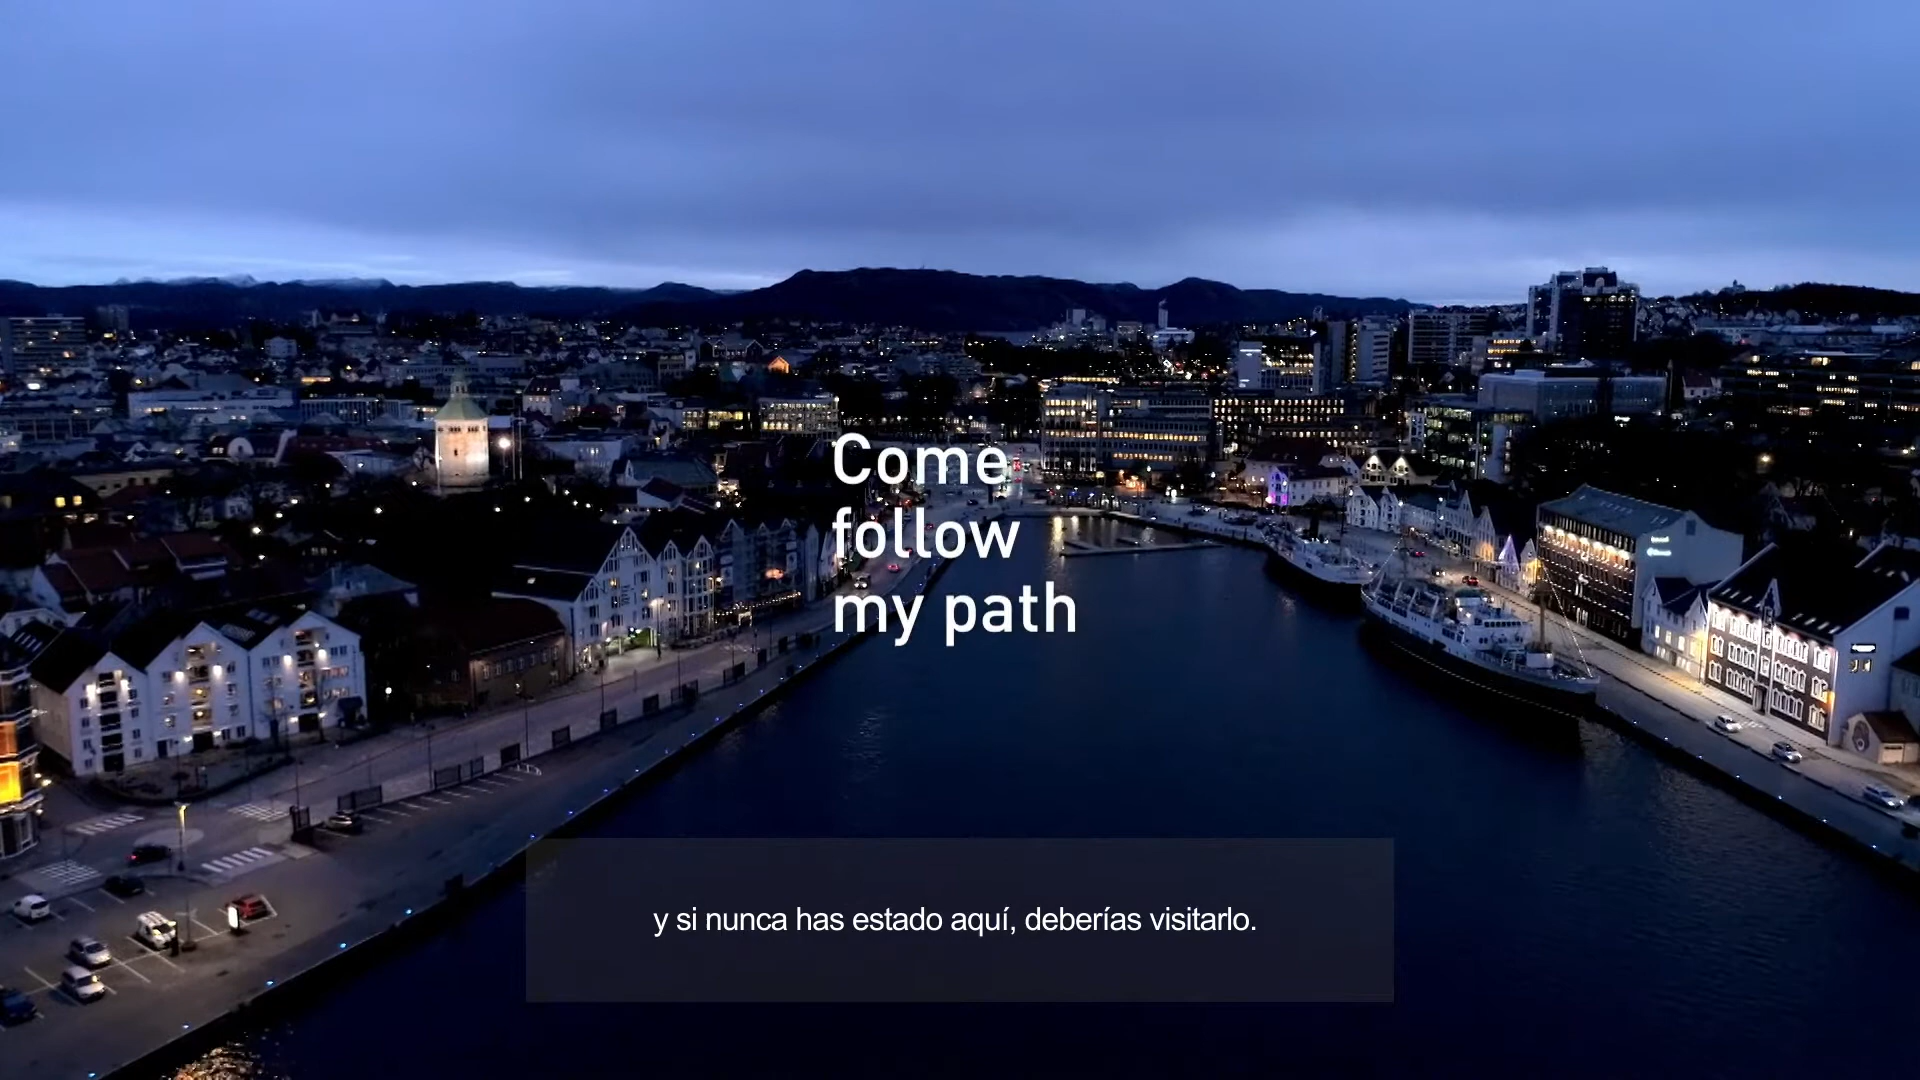 Come
follow
my path
y si nunca has estado aquí, deberías visitarlo.